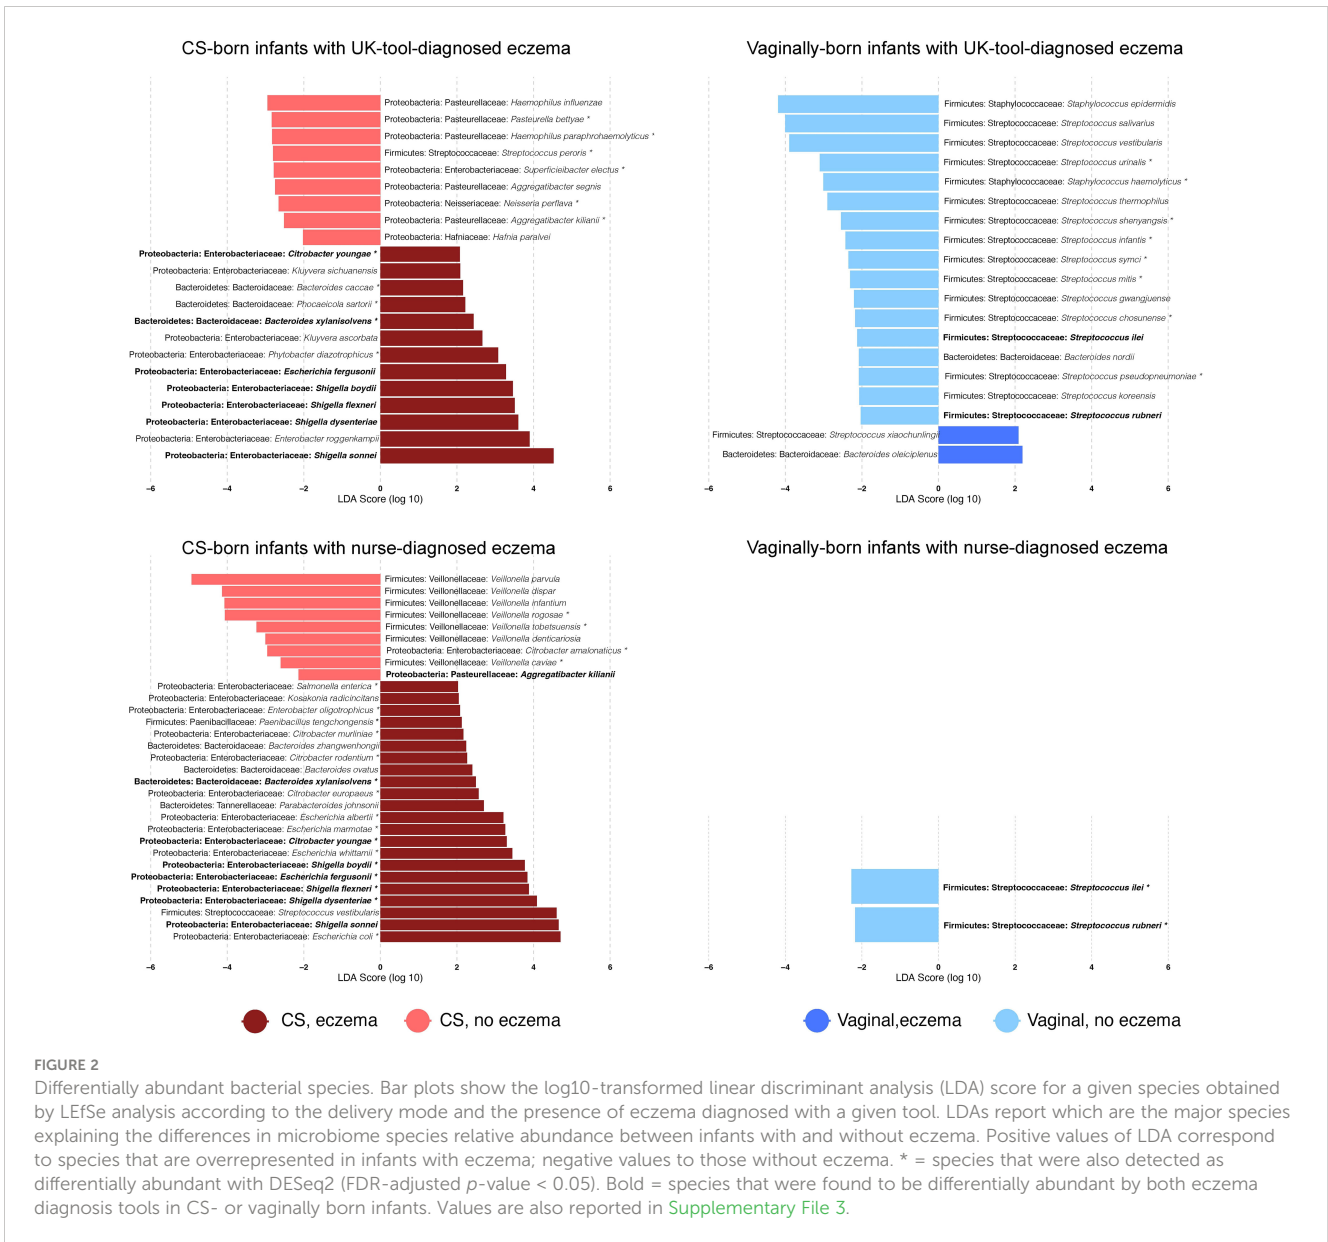 CS-born infants with UK-tool-diagnosed eczema
Proteobacteria: Pasteurellaceae: Haemophilus influenzae
Proteobacteria: Pasteurellaceae: Pasteurella bettyae *
Proteobacteria: Pasteurellaceae: Haemophilus paraphrohaemolyticus *
Firmicutes: Streptococcaceae: Streptococcus peroris *
Proteobacteria: Enterobacteriaceae: Superficieibacter electus *
Proteobacteria: Pasteurellaceae: Aggregatibacter segnis
Proteobacteria: Neisseriaceae: Neisseria perflava *
Proteobacteria: Pasteurellaceae: Aggregatibacter kilianii *
Proteobacteria: Hafniaceae: Hafnia paralvei
Proteobacteria: Enterobacteriaceae: Citrobacter youngae *
Proteobacteria: Enterobacteriaceae: Kluyvera sichuanensis
Bacteroidetes: Bacteroidaceae: Bacteroides caccae *
Bacteroidetes: Bacteroidaceae: Phocaeicola sartorii *
Bacteroidetes: Bacteroidaceae: Bacteroides xylanisolvens *
Proteobacteria: Enterobacteriaceae: Kluyvera ascorbata
Proteobacteria: Enterobacteriaceae: Phytobacter diazotrophicus *
Proteobacteria: Enterobacteriaceae: Escherichia fergusonii
Proteobacteria: Enterobacteriaceae: Shigella boydii
Proteobacteria: Enterobacteriaceae: Shigella flexneri
Proteobacteria: Enterobacteriaceae: Shigella dysenteriae
Proteobacteria: Enterobacteriaceae: Enterobacter roggenkampii
Proteobacteria: Enterobacteriaceae: Shigella sonnei
−6 −4 −2 0 2 4 6
LDA Score (log 10)
Vaginally-born infants with UK-tool-diagnosed eczema
Firmicutes: Staphylococcaceae: Staphylococcus epidermidis
Firmicutes: Streptococcaceae: Streptococcus salivarius
Firmicutes: Streptococcaceae: Streptococcus vestibularis
Firmicutes: Streptococcaceae: Streptococcus urinalis *
Firmicutes: Staphylococcaceae: Staphylococcus haemolyticus *
Firmicutes: Streptococcaceae: Streptococcus thermophilus
Firmicutes: Streptococcaceae: Streptococcus shenyangsis *
Firmicutes: Streptococcaceae: Streptococcus infantis *
Firmicutes: Streptococcaceae: Streptococcus symci *
Firmicutes: Streptococcaceae: Streptococcus mitis *
Firmicutes: Streptococcaceae: Streptococcus gwangjuense
Firmicutes: Streptococcaceae: Streptococcus chosunense *
Firmicutes: Streptococcaceae: Streptococcus ilei
Bacteroidetes: Bacteroidaceae: Bacteroides nordii
Firmicutes: Streptococcaceae: Streptococcus pseudopneumoniae *
Firmicutes: Streptococcaceae: Streptococcus koreensis
Firmicutes: Streptococcaceae: Streptococcus rubneri
Firmicutes: Streptococcaceae: Streptococcus xiaochunlingii
Bacteroidetes: Bacteroidaceae: Bacteroides oleiciplenus
−6 −4 −2 0 2 4 6
LDA Score (log 10)
CS-born infants with nurse-diagnosed eczema
Firmicutes: Veillonellaceae: Veillonella parvula
Firmicutes: Veillonellaceae: Veillonella dispar
Firmicutes: Veillonellaceae: Veillonella infantium
Firmicutes: Veillonellaceae: Veillonella rogosae *
Firmicutes: Veillonellaceae: Veillonella tobetsuensis *
Firmicutes: Veillonellaceae: Veillonella denticariosia
Proteobacteria: Enterobacteriaceae: Citrobacter amalonaticus *
Firmicutes: Veillonellaceae: Veillonella caviae *
Proteobacteria: Pasteurellaceae: Aggregatibacter kilianii
Proteobacteria: Enterobacteriaceae: Salmonella enterica *
Proteobacteria: Enterobacteriaceae: Kosakonia radicincitans
Proteobacteria: Enterobacteriaceae: Enterobacter oligotrophicus *
Firmicutes: Paenibacillaceae: Paenibacillus tengchongensis *
Proteobacteria: Enterobacteriaceae: Citrobacter murliniae *
Bacteroidetes: Bacteroidaceae: Bacteroides zhangwenhongii
Proteobacteria: Enterobacteriaceae: Citrobacter rodentium *
Bacteroidetes: Bacteroidaceae: Bacteroides ovatus
Bacteroidetes: Bacteroidaceae: Bacteroides xylanisolvens *
Proteobacteria: Enterobacteriaceae: Citrobacter europaeus *
Bacteroidetes: Tannerellaceae: Parabacteroides johnsonii
Proteobacteria: Enterobacteriaceae: Escherichia albertii *
Proteobacteria: Enterobacteriaceae: Escherichia marmotae *
Proteobacteria: Enterobacteriaceae: Citrobacter youngae *
Proteobacteria: Enterobacteriaceae: Escherichia whittamii *
Proteobacteria: Enterobacteriaceae: Shigella boydii *
Proteobacteria: Enterobacteriaceae: Escherichia fergusonii *
Proteobacteria: Enterobacteriaceae: Shigella flexneri *
Proteobacteria: Enterobacteriaceae: Shigella dysenteriae *
Firmicutes: Streptococcaceae: Streptococcus vestibularis
Proteobacteria: Enterobacteriaceae: Shigella sonnei
Proteobacteria: Enterobacteriaceae: Escherichia coli *
−6 −4 −2 0 2 4 6
LDA Score (log 10)
Vaginally-born infants with nurse-diagnosed eczema
Firmicutes: Streptococcaceae: Streptococcus ilei *
Firmicutes: Streptococcaceae: Streptococcus rubneri *
−6 −4 −2 0 2 4 6
LDA Score (log 10)
CS, eczema CS, no eczema Vaginal,eczema Vaginal, no eczema
FIGURE 2
Differentially abundant bacterial species. Bar plots show the log10-transformed linear discriminant analysis (LDA) score for a given species obtained
by LEfSe analysis according to the delivery mode and the presence of eczema diagnosed with a given tool. LDAs report which are the major species
explaining the differences in microbiome species relative abundance between infants with and without eczema. Positive values of LDA correspond
to species that are overrepresented in infants with eczema; negative values to those without eczema. * = species that were also detected as
differentially abundant with DESeq2 (FDR-adjusted p-value < 0.05). Bold = species that were found to be differentially abundant by both eczema
diagnosis tools in CS- or vaginally born infants. Values are also reported in Supplementary File 3.